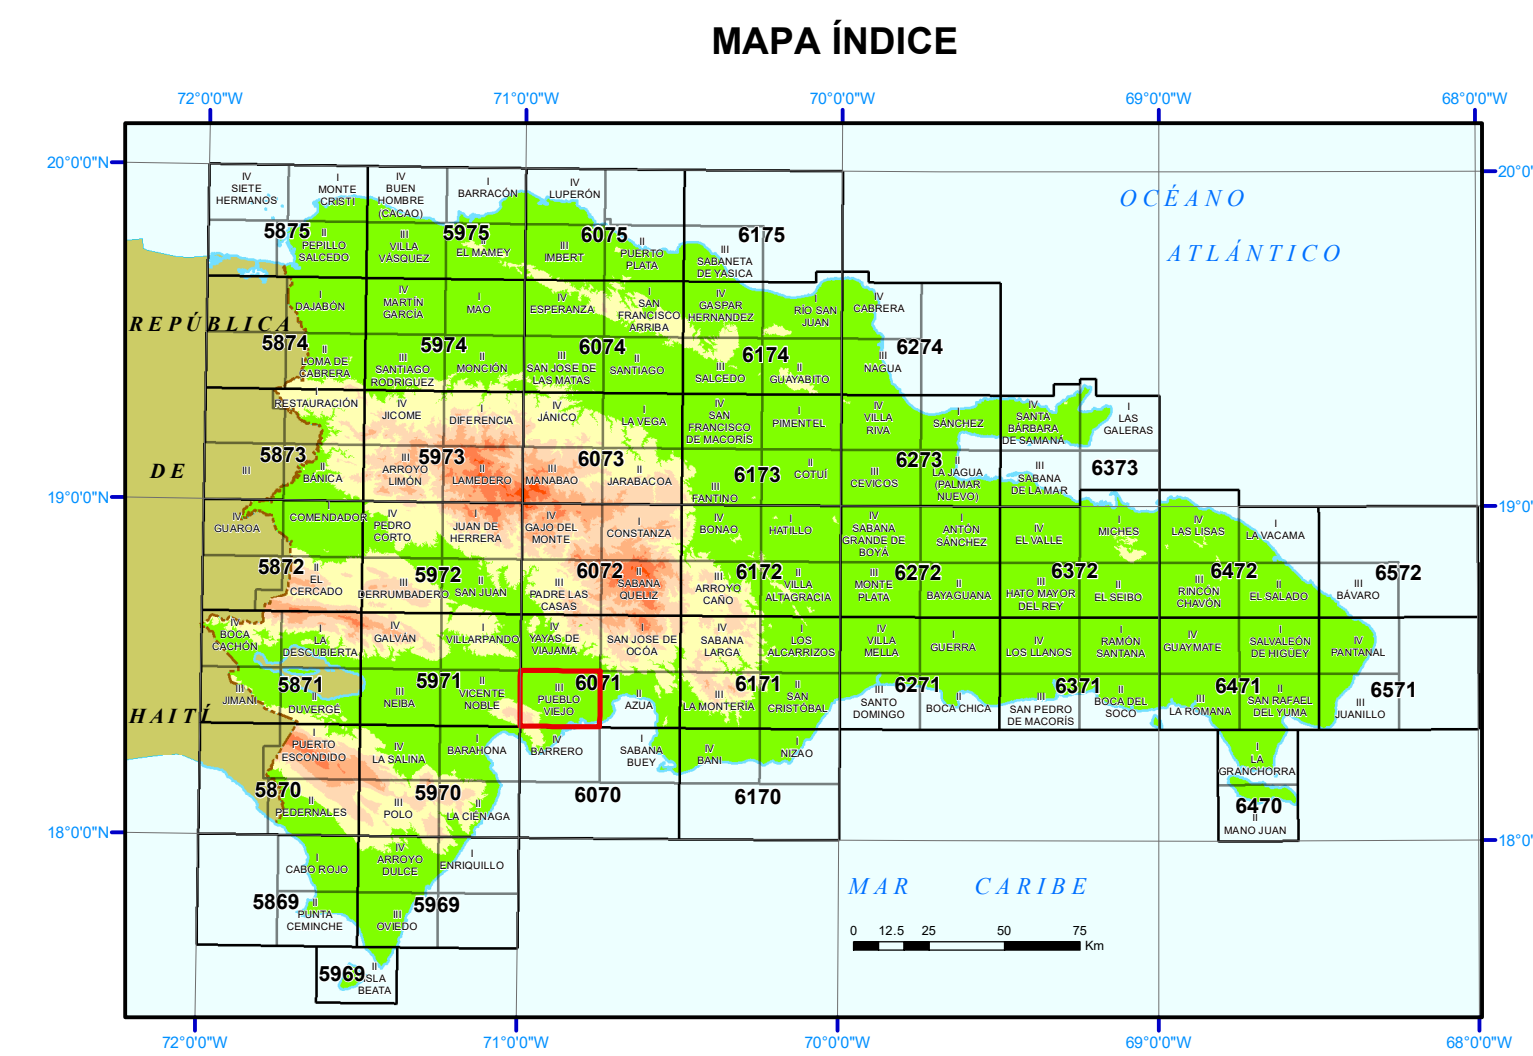 MAPA ÍNDICE
72°0'0"W
71°0'0"W
70°0'0"W
69°0'0"W
68°0'0"W
20°0'0"N
20°0'
IV
SIETE
HERMANOS
I
MONTE
CRISTI
IV
BUEN
HOMBRE
(CACAO)
I
BARRACÓN
IV
LUPERÓN
OCÉANO
ATLÁNTICO
5875
II
PEPILLO
SALCEDO
III
VILLA
VÁSQUEZ
5975
II
EL MAMEY
III
IMBERT
6075
II
PUERTO
PLATA
III
SABANETA
DE YASICA
6175
REPÚBLICA
I
DAJABÓN
IV
MARTÍN
GARCÍA
I
MAO
IV
ESPERANZA
I
SAN
FRANCISCO
ARRIBA
IV
GASPAR
HERNANDEZ
I
RÍO SAN
JUAN
IV
CABRERA
5874
II
LOMA DE
CABRERA
III
SANTIAGO
RODRIGUEZ
5974
II
MONCIÓN
III
SAN JOSE DE
LAS MATAS
6074
II
SANTIAGO
III
SALCEDO
6174
II
GUAYABITO
III
NAGUA
6274
I
RESTAURACIÓN
IV
JICOME
I
DIFERENCIA
IV
JÁNICO
I
LA VEGA
IV
SAN
FRANCISCO
DE MACORÍS
I
PIMENTEL
IV
VILLA
RIVA
I
SÁNCHEZ
IV
SANTA
BÁRBARA
DE SAMANÁ
I
LAS
GALERAS
DE
III
5873
II
BÁNICA
III
ARROYO
LIMÓN
5973
II
LAMEDERO
III
MANABAO
6073
II
JARABACOA
III
FANTINO
6173
II
COTUÍ
III
CEVICOS
6273
II
LA JAGUA
(PALMAR
NUEVO)
III
SABANA
DE LA MAR
6373
19°0'0"N
19°0'
IV
GUAROA
I
COMENDADOR
IV
PEDRO
CORTO
I
JUAN DE
HERRERA
IV
GAJO DEL
MONTE
I
CONSTANZA
IV
BONAO
I
HATILLO
IV
SABANA
GRANDE DE
BOYÁ
I
ANTÓN
SÁNCHEZ
IV
EL VALLE
I
MICHES
IV
LAS LISAS
I
LA VACAMA
5872
II
EL
CERCADO
III
DERRUMBADERO
5972
II
SAN JUAN
III
PADRE LAS
CASAS
6072
II
SABANA
QUELIZ
III
ARROYO
CAÑO
6172
II
VILLA
ALTAGRACIA
III
MONTE
PLATA
6272
II
BAYAGUANA
III
HATO MAYOR
DEL REY
6372
II
EL SEIBO
III
RINCÓN
CHAVÓN
6472
II
EL SALADO
III
BÁVARO
6572
IV
BOCA
CACHÓN
I
LA
DESCUBIERTA
IV
GALVÁN
I
VILLARPANDO
IV
YAYAS DE
VIAJAMA
I
SAN JOSE DE
OCÓA
IV
SABANA
LARGA
I
LOS
ALCARRIZOS
IV
VILLA
MELLA
I
GUERRA
IV
LOS LLANOS
I
RAMÓN
SANTANA
IV
GUAYMATE
I
SALVALEÓN
DE HIGÜEY
IV
PANTANAL
HAITÍ
III
JIMANÍ
5871
II
DUVERGÉ
III
NEIBA
5971
II
VICENTE
NOBLE
III
PUEBLO
VIEJO
6071
II
AZUA
III
LA MONTERÍA
6171
II
SAN
CRISTÓBAL
III
SANTO
DOMINGO
6271
II
BOCA CHICA
III
SAN PEDRO
DE MACORÍS
6371
II
BOCA DEL
SOCO
III
LA ROMANA
6471
II
SAN RAFAEL
DEL YUMA
III
JUANILLO
6571
I
PUERTO
ESCONDIDO
IV
LA SALINA
I
BARAHONA
IV
BARRERO
I
SABANA
BUEY
IV
BANI
I
NIZAO
I
LA
GRANCHORRA
5870
II
PEDERNALES
III
POLO
5970
II
LA CIÉNAGA
6070
6170
6470
II
MANO JUAN
18°0'0"N
18°0'
I
CABO ROJO
IV
ARROYO
DULCE
I
ENRIQUILLO
MAR CARIBE
5869
II
PUNTA
CEMINCHE
III
OVIEDO
5969
0 12.5 25 50 75
Km
5969
II
ISLA
BEATA
72°0'0"W
71°0'0"W
70°0'0"W
69°0'0"W
68°0'0"W